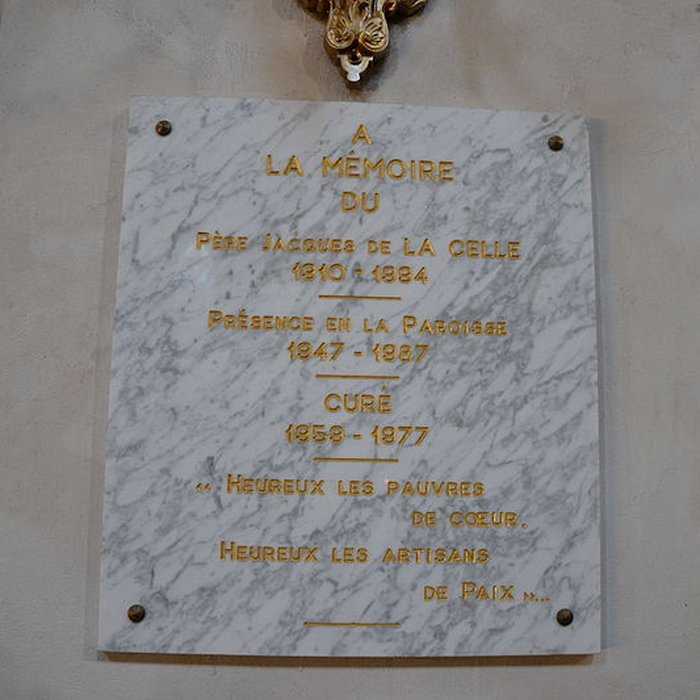 A
LA MÉMOIRE
DU
PÈRE JACQUES DE LA CELLE
1910 - 1994
PRÉSENCE EN LA PAROISSE
1947 - 1987
CURÉ
1959 - 1977
« HEUREUX LES PAUVRES
DE CŒUR.
HEUREUX LES ARTISANS
DE PAIX »...